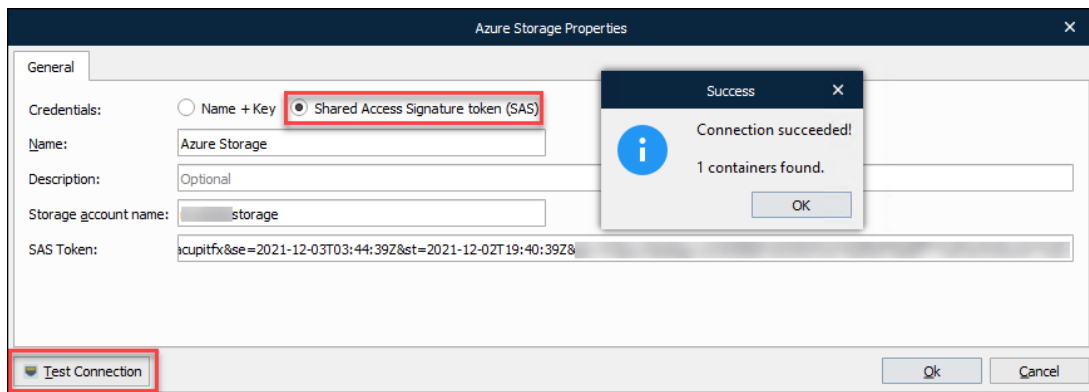 Azure Storage Properties
General
Credentials: Name + Key Shared Access Signature token (SAS)
Name: Azure Storage
Description: Optional
Storage account name: storage
SAS Token: acupitfx&se=2021-12-03T03:44:39Z&st=2021-12-02T19:40:39Z&
Success
Connection succeeded!
1 containers found.
OK
Test Connection
Ok
Cancel